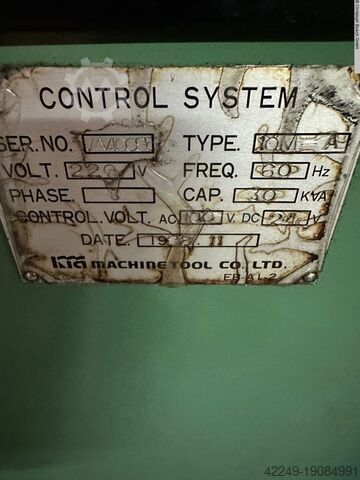 CONTROL SYSTEM
SER. NO. TYPE.
VOLT. 220 V FREQ. 60 Hz
PHASE. CAP. 30 KVA
CONTROL VOLT. AC 100 V. DC 24 V
DATE. 11
kia MACHINE TOOL CO. LTD.
42249-19084991